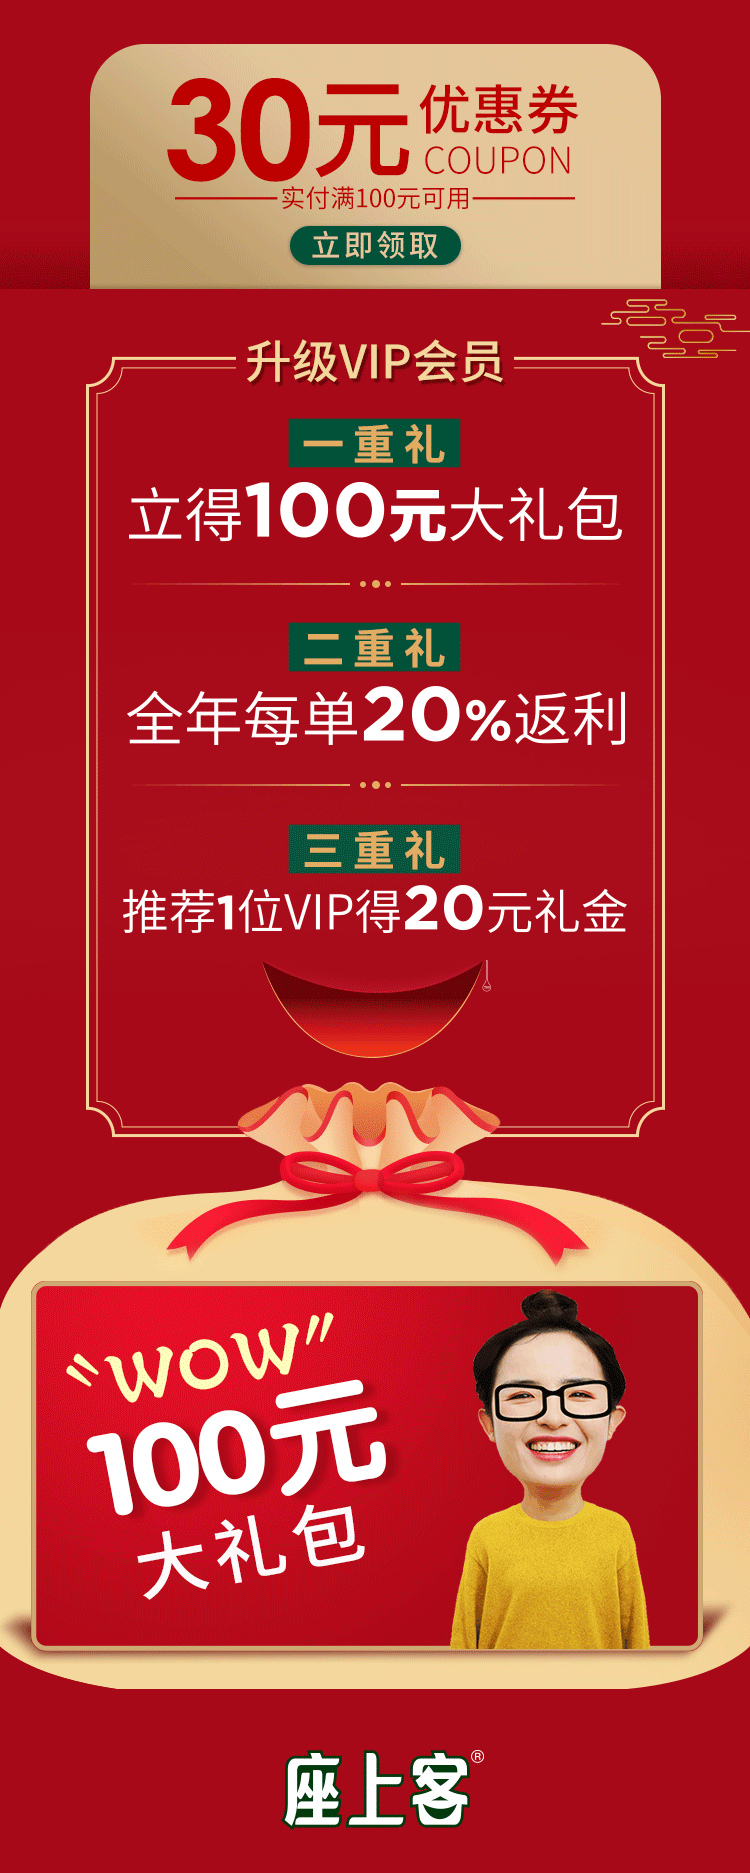 30元优惠券
COUPON
实付满100元可用
立即领取
升级VIP会员
一重礼
立得100元大礼包
二重礼
全年每单20%返利
三重礼
推荐1位VIP得20元礼金
"WOW"
100元
大礼包
座上客®